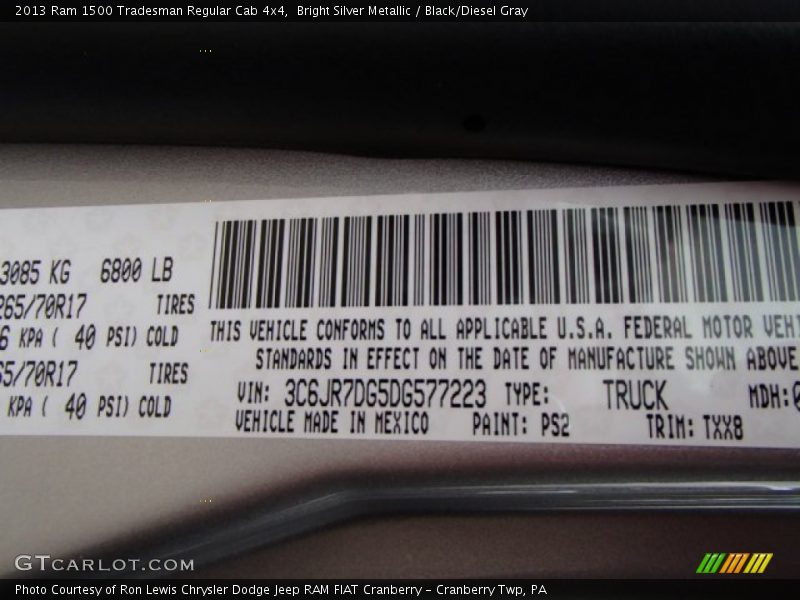 2013 Ram 1500 Tradesman Regular Cab 4x4, Bright Silver Metallic / Black/Diesel Gray
3085 KG 6800 LB
265/70R17 TIRES
6 KPA ( 40 PSI) COLD
65/70R17 TIRES
KPA ( 40 PSI) COLD
THIS VEHICLE CONFORMS TO ALL APPLICABLE U.S.A. FEDERAL MOTOR VEHI
STANDARDS IN EFFECT ON THE DATE OF MANUFACTURE SHOWN ABOVE
VIN: 3C6JR7DG5DG577223 TYPE: TRUCK MDH:0
VEHICLE MADE IN MEXICO PAINT: PS2 TRIM: TXX8
GTCARLOT.COM
Photo Courtesy of Ron Lewis Chrysler Dodge Jeep RAM FIAT Cranberry - Cranberry Twp, PA